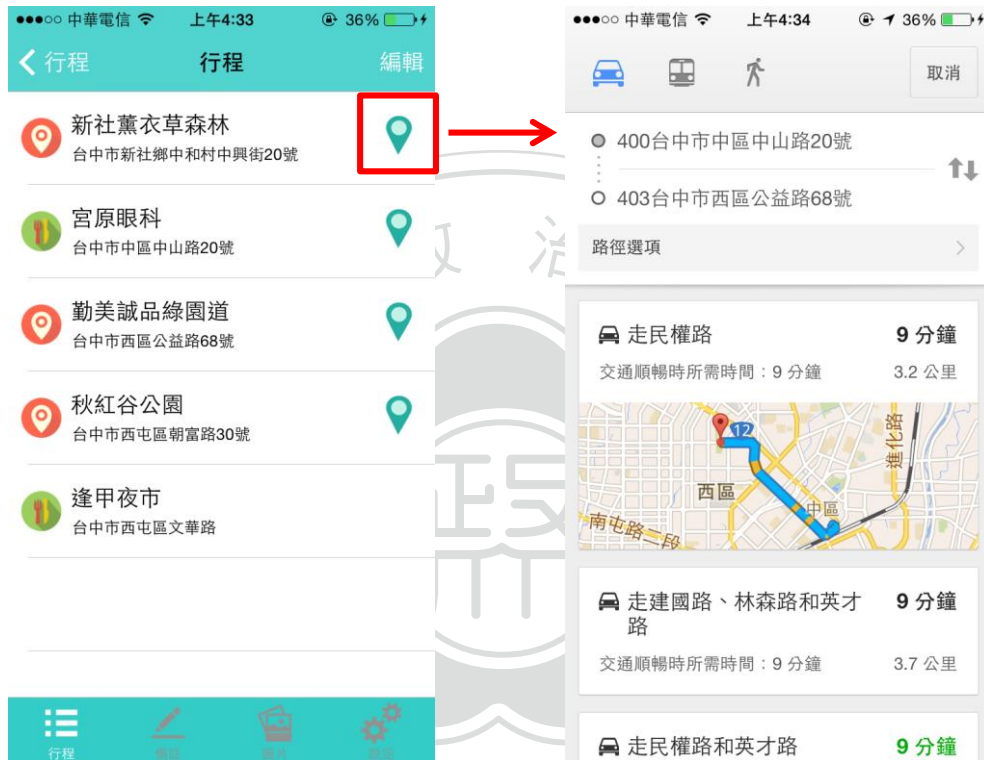 中華電信 上午4:33 36%
行程 行程 編輯
新社薰衣草森林
台中市新社鄉中和村中興街20號
宮原眼科
台中市中區中山路20號
勤美誠品綠園道
台中市西區公益路68號
秋紅谷公園
台中市西屯區朝富路30號
逢甲夜市
台中市西屯區文華路
行程
中華電信 上午4:34 36%
取消
400台中市中區中山路20號
403台中市西區公益路68號
路徑選項
走民權路 9 分鐘
交通順暢時所需時間：9 分鐘 3.2 公里
12
進化路
西區
中區
南屯路二段
走建國路、林森路和英才 9 分鐘
路
交通順暢時所需時間：9 分鐘 3.7 公里
走民權路和英才路 9 分鐘
政 治